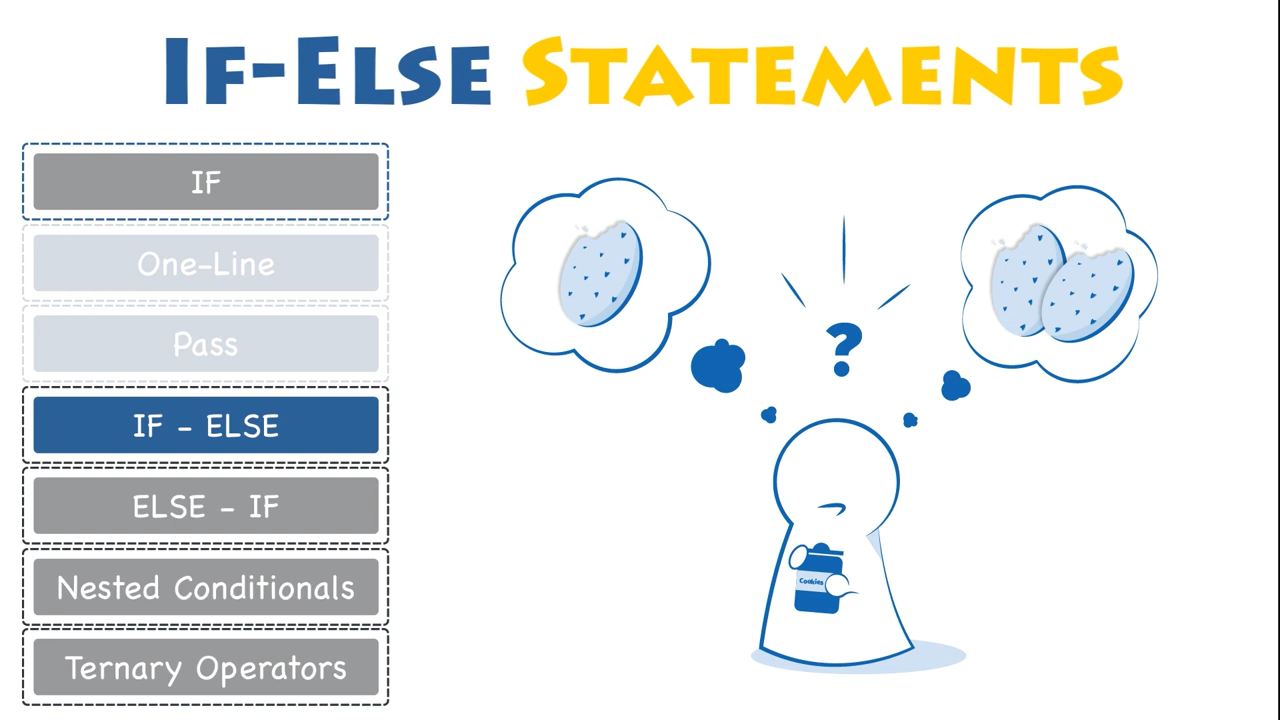 IF-ELSE STATEMENTS
IF
One-Line
Pass
IF - ELSE
ELSE - IF
Nested Conditionals
Ternary Operators
?
Cookies